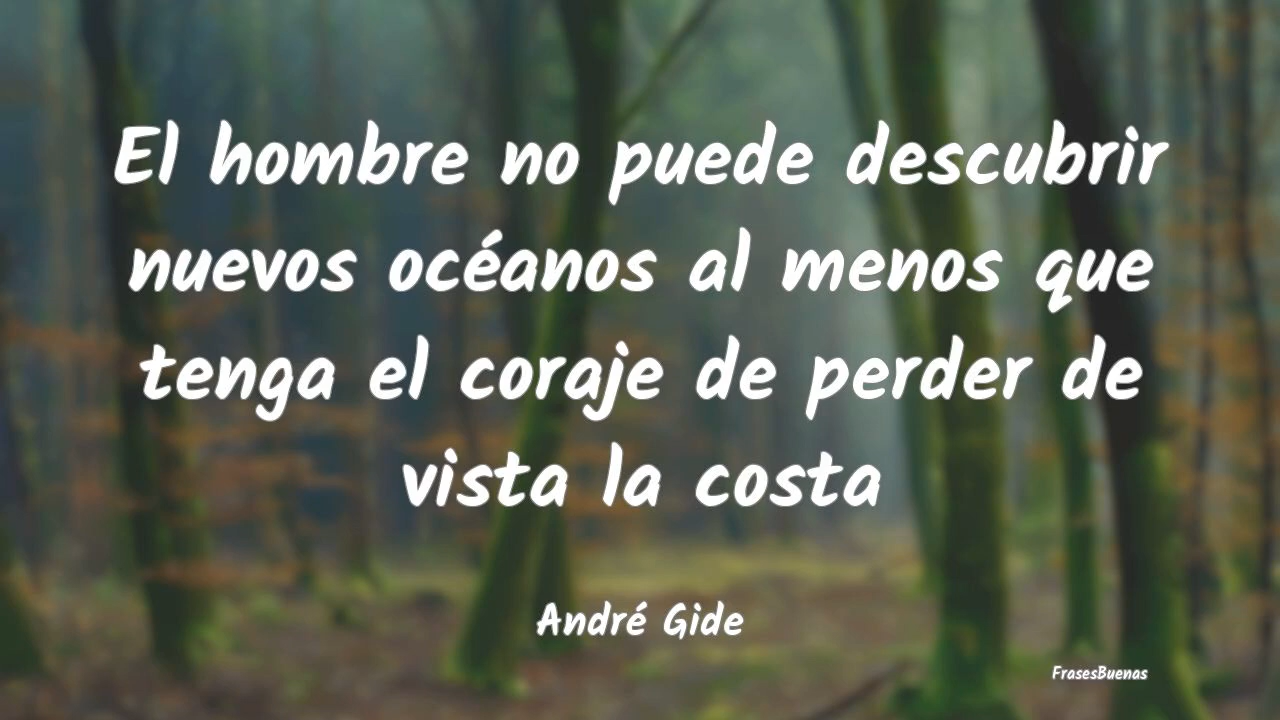 El hombre no puede descubrir
nuevos océanos al menos que
tenga el coraje de perder de
vista la costa
André Gide
FrasesBuenas